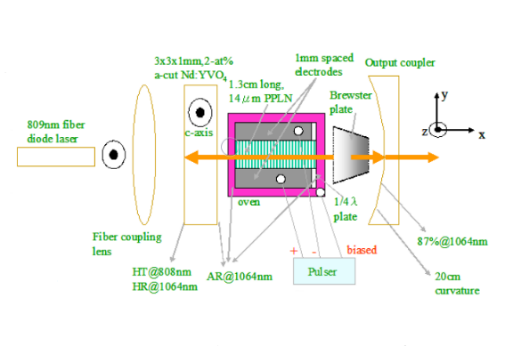 3x3x1mm,2-at%
a-cut Nd:YVO4
1mm spaced
electrodes
Output coupler
1.3cm long,
14μm PPLN
Brewster
plate
y
z
x
809nm fiber
diode laser
c-axis
oven
1/4 λ
plate
Fiber coupling
lens
+
-
biased
87%@1064nm
HT@808nm
HR@1064nm
AR@1064nm
Pulser
20cm
curvature